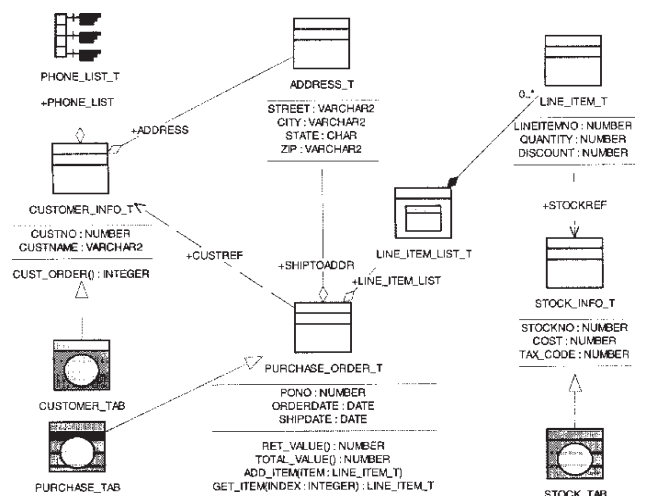 PHONE_LIST_T
+PHONE_LIST
+ADDRESS
ADDRESS_T
STREET : VARCHAR2
CITY : VARCHAR2
STATE : CHAR
ZIP : VARCHAR2
0..*
LINE_ITEM_T
LINEITEMNO : NUMBER
QUANTITY : NUMBER
DISCOUNT : NUMBER
CUSTOMER_INFO_T
CUSTNO : NUMBER
CUSTNAME : VARCHAR2
CUST_ORDER() : INTEGER
+CUSTREF
+SHIPTOADDR
LINE_ITEM_LIST_T
+LINE_ITEM_LIST
+STOCKREF
STOCK_INFO_T
STOCKNO : NUMBER
COST : NUMBER
TAX_CODE : NUMBER
PURCHASE_ORDER_T
PONO : NUMBER
ORDERDATE : DATE
SHIPDATE : DATE
RET_VALUE() : NUMBER
TOTAL_VALUE() : NUMBER
ADD_ITEM(ITEM : LINE_ITEM_T)
GET_ITEM(INDEX : INTEGER) : LINE_ITEM_T
CUSTOMER_TAB
PURCHASE_TAB
STOCK_TAB